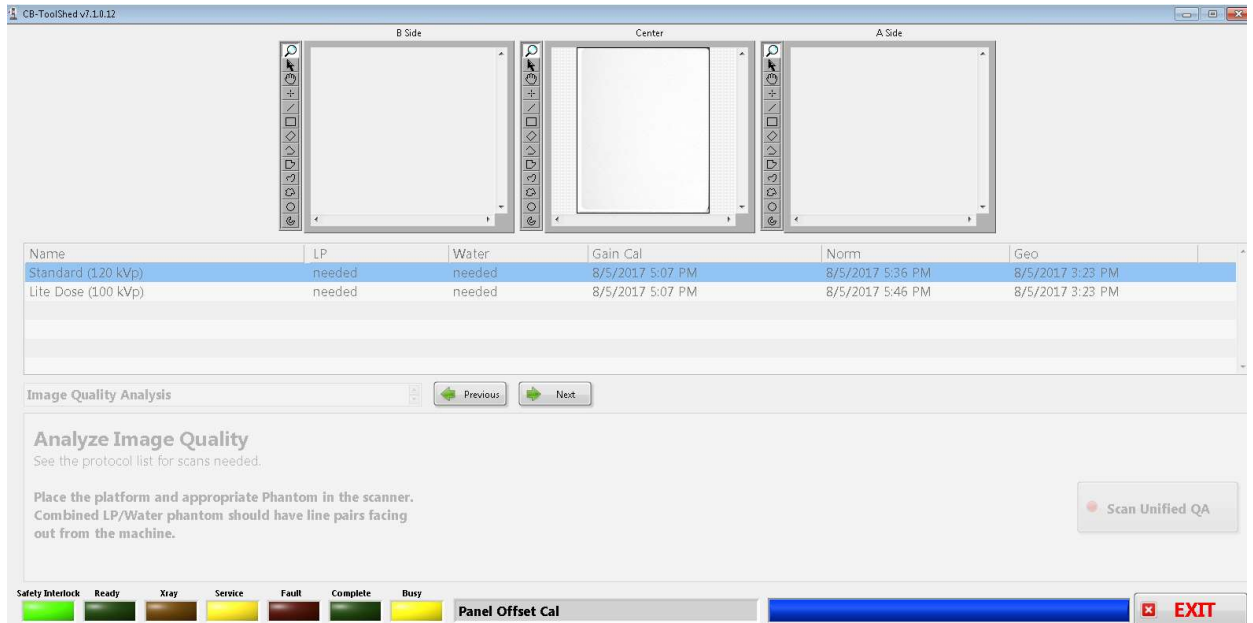 CB-ToolShed v7.1.0.12
B Side
Center
A Side
Name LP Water Gain Cal Norm Geo
Standard (120 kVp) needed needed 8/5/2017 5:07 PM 8/5/2017 5:36 PM 8/5/2017 3:23 PM
Lite Dose (100 kVp) needed needed 8/5/2017 5:07 PM 8/5/2017 5:46 PM 8/5/2017 3:23 PM
Image Quality Analysis
Previous
Next
Analyze Image Quality
See the protocol list for scans needed.
Place the platform and appropriate Phantom in the scanner.
Combined LP/Water phantom should have line pairs facing
out from the machine.
Scan Unified QA
Safety Interlock Ready Xray Service Fault Complete Busy
Panel Offset Cal
EXIT